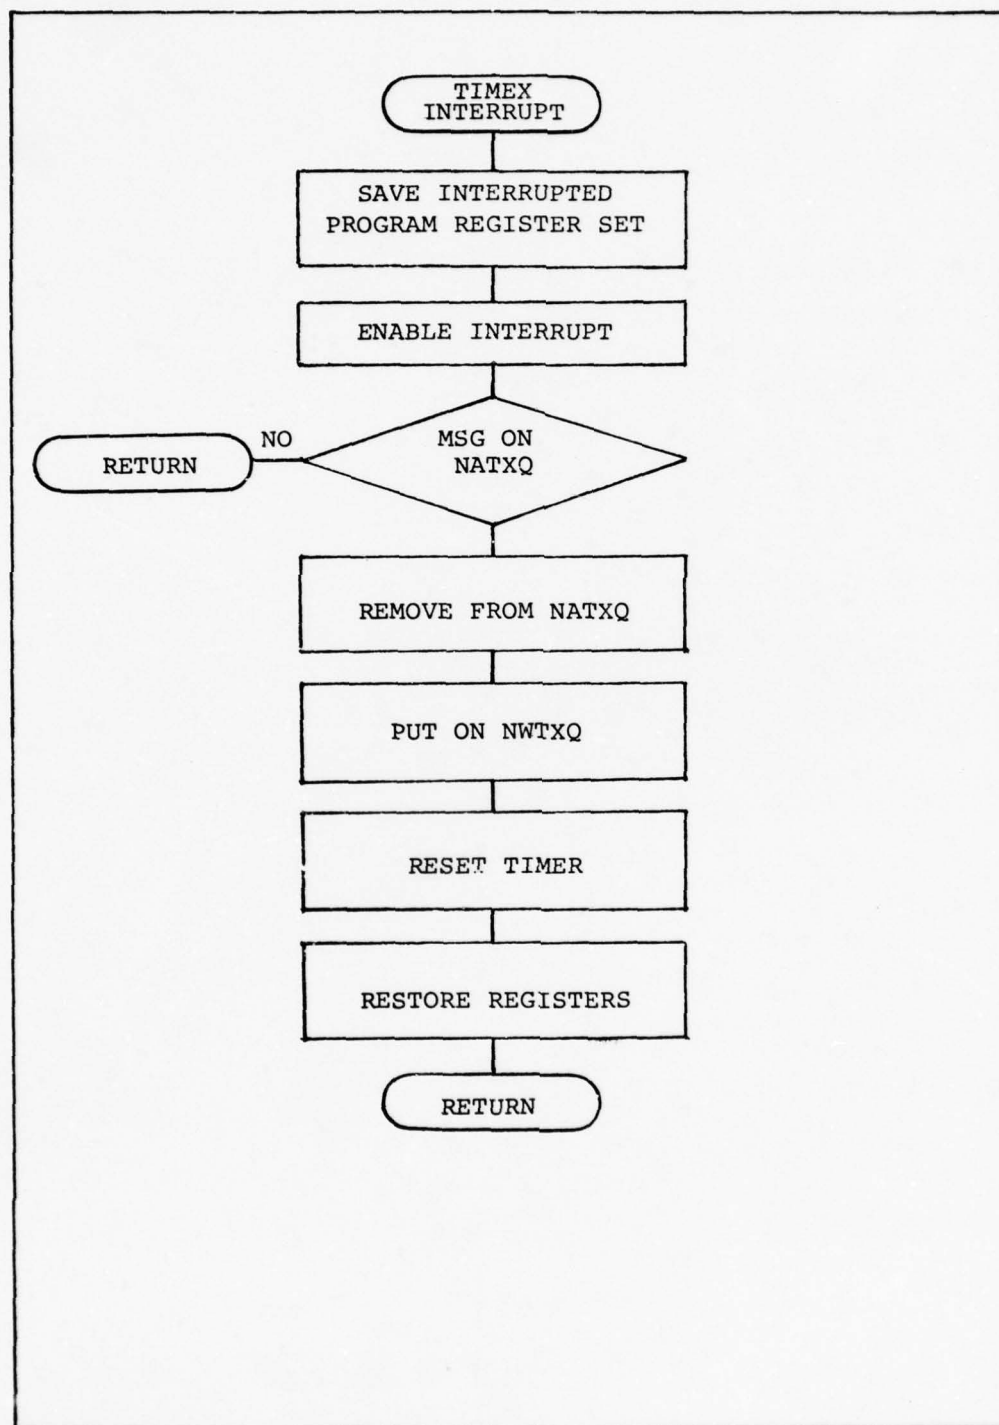 TIMEX
INTERRUPT
SAVE INTERRUPTED
PROGRAM REGISTER SET
ENABLE INTERRUPT
NO
MSG ON
NATXQ
RETURN
REMOVE FROM NATXQ
PUT ON NWTXQ
RESET TIMER
RESTORE REGISTERS
RETURN